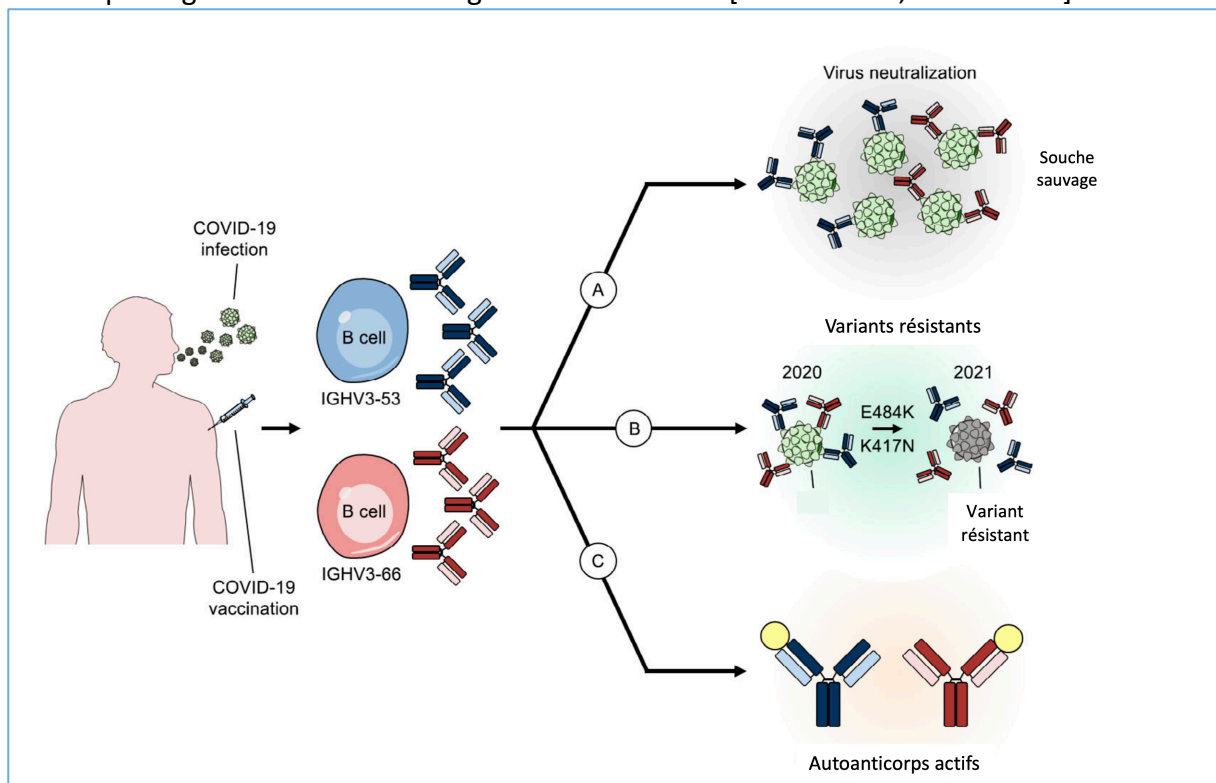 COVID-19
infection
B cell
IGHV3-53
B cell
IGHV3-66
COVID-19
vaccination
A
B
C
Virus neutralization
Souche
sauvage
Variants résistants
2020
2021
E484K
K417N
Variant
résistant
Autoanticorps actifs